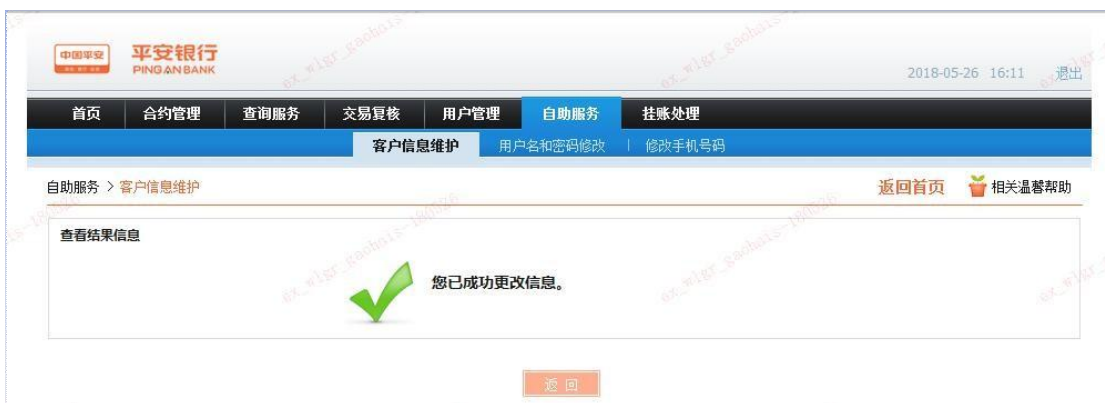 中国平安
平安银行
PINGAN BANK
2018-05-26 16:11 退出
首页 合约管理 查询服务 交易复核 用户管理 自助服务 挂账处理
客户信息维护 用户名和密码修改 | 修改手机号码
自助服务 > 客户信息维护 返回首页 相关温馨帮助
查看结果信息
您已成功更改信息。
返 回